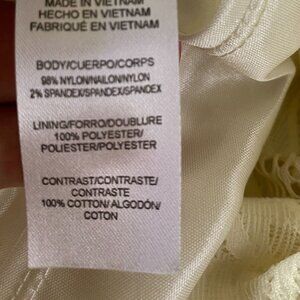 MADE IN VIETNAM
HECHO EN VIETNAM
FABRIQUÉ EN VIETNAM
BODY/CUERPO/CORPS
98% NYLON/NAILON/NYLON
2% SPANDEX/SPANDEX/SPANDEX
LINING/FORRO/DOUBLURE
100% POLYESTER/
POLIESTER/POLYESTER
CONTRAST/CONTRASTE/
CONTRASTE
100% COTTON/ALGODÓN/
COTON